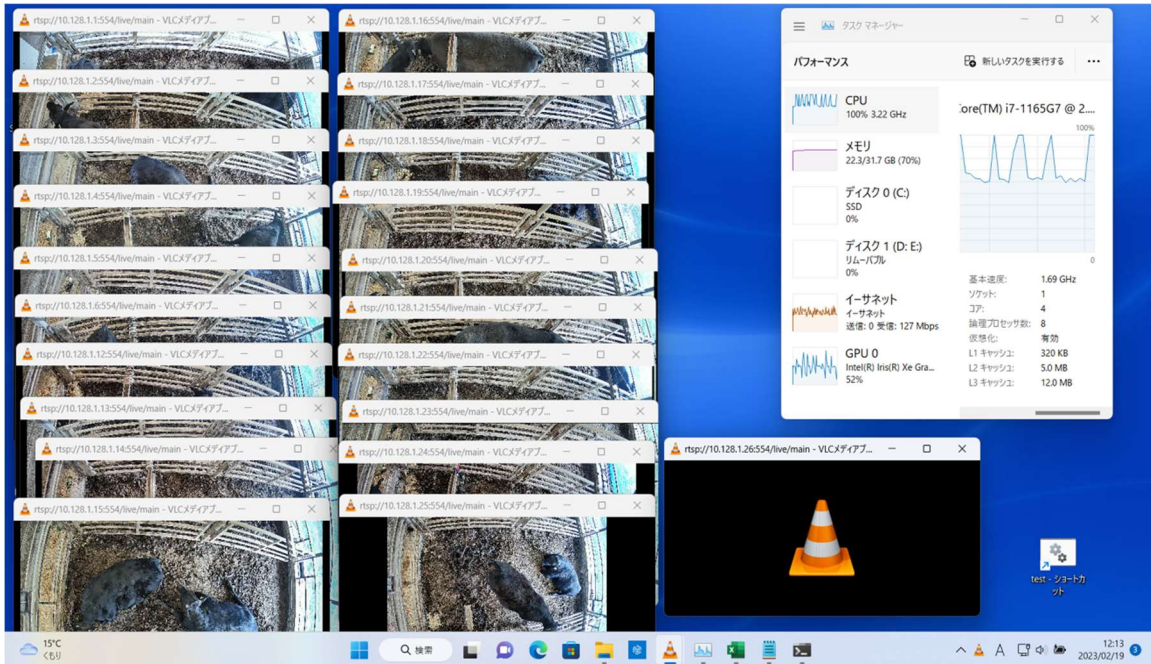 rtsp://10.128.1.1:554/live/main - VLCメディアプ...
rtsp://10.128.1.2:554/live/main - VLCメディアプ...
rtsp://10.128.1.3:554/live/main - VLCメディアプ...
rtsp://10.128.1.4:554/live/main - VLCメディアプ...
rtsp://10.128.1.5:554/live/main - VLCメディアプ...
rtsp://10.128.1.6:554/live/main - VLCメディアプ...
rtsp://10.128.1.12:554/live/main - VLCメディアプ...
rtsp://10.128.1.13:554/live/main - VLCメディアプ...
rtsp://10.128.1.14:554/live/main - VLCメディアプ...
rtsp://10.128.1.15:554/live/main - VLCメディアプ...
rtsp://10.128.1.16:554/live/main - VLCメディアプ...
rtsp://10.128.1.17:554/live/main - VLCメディアプ...
rtsp://10.128.1.18:554/live/main - VLCメディアプ...
rtsp://10.128.1.19:554/live/main - VLCメディアプ...
rtsp://10.128.1.20:554/live/main - VLCメディアプ...
rtsp://10.128.1.21:554/live/main - VLCメディアプ...
rtsp://10.128.1.22:554/live/main - VLCメディアプ...
rtsp://10.128.1.23:554/live/main - VLCメディアプ...
rtsp://10.128.1.24:554/live/main - VLCメディアプ...
rtsp://10.128.1.25:554/live/main - VLCメディアプ...
rtsp://10.128.1.26:554/live/main - VLCメディアプ...
タスク マネージャー
パフォーマンス
新しいタスクを実行する
CPU
100% 3.22 GHz
メモリ
22.3/31.7 GB (70%)
ディスク 0 (C:)
SSD
0%
ディスク 1 (D: E:)
リムーバブル
0%
イーサネット
イーサネット
送信: 0 受信: 127 Mbps
GPU 0
Intel(R) Iris(R) Xe Gra...
52%
Core(TM) i7-1165G7 @ 2....
100%
0
基本速度: 1.69 GHz
ソケット: 1
コア: 4
論理プロセッサ数: 8
仮想化: 有効
L1 キャッシュ: 320 KB
L2 キャッシュ: 5.0 MB
L3 キャッシュ: 12.0 MB
test - ショートカ
ット
15°C
くもり
検索
A
12:13
2023/02/19
3